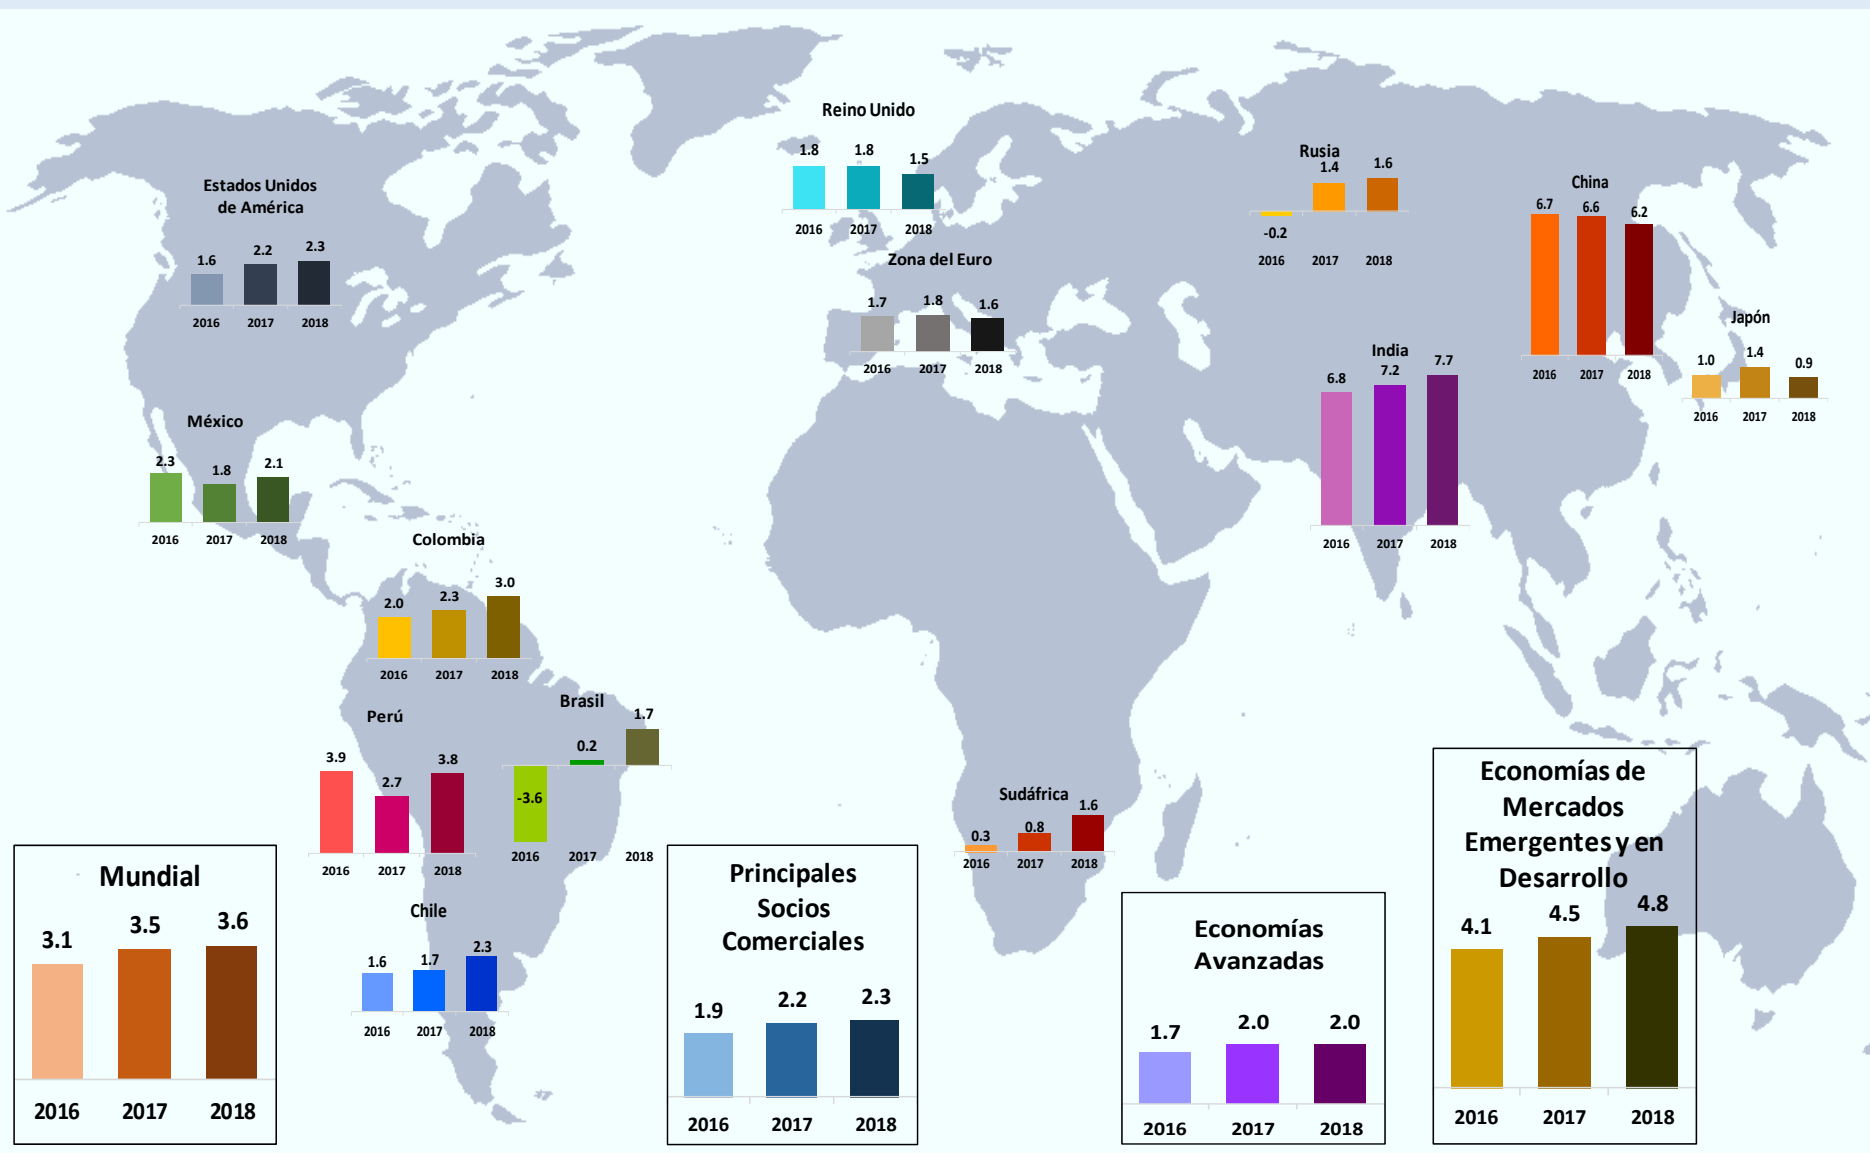 Reino Unido
1.8 1.8 1.5
2016 2017 2018
Estados Unidos
de América
1.6 2.2 2.3
2016 2017 2018
Rusia
-0.2 1.4 1.6
2016 2017 2018
China
6.7 6.6 6.2
2016 2017 2018
Zona del Euro
1.7 1.8 1.6
2016 2017 2018
Japón
1.0 1.4 0.9
2016 2017 2018
India
6.8 7.2 7.7
2016 2017 2018
México
2.3 1.8 2.1
2016 2017 2018
Colombia
2.0 2.3 3.0
2016 2017 2018
Perú
3.9 2.7 3.8
2016 2017 2018
Brasil
-3.6 0.2 1.7
2016 2017 2018
Sudáfrica
0.3 0.8 1.6
2016 2017 2018
Chile
1.6 1.7 2.3
2016 2017 2018
Mundial
3.1 3.5 3.6
2016 2017 2018
Principales
Socios
Comerciales
1.9 2.2 2.3
2016 2017 2018
Economías
Avanzadas
1.7 2.0 2.0
2016 2017 2018
Economías de
Mercados
Emergentes y en
Desarrollo
4.1 4.5 4.8
2016 2017 2018